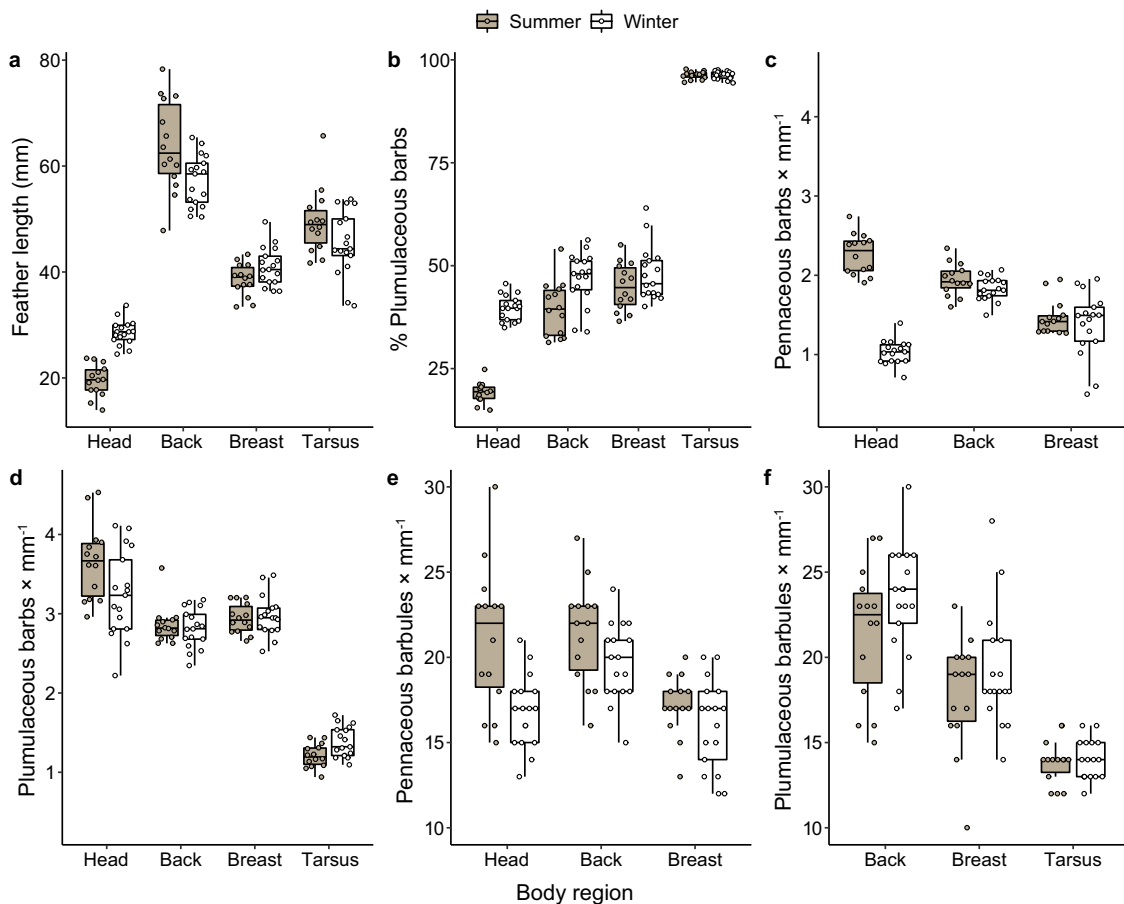 Summer Winter
a
Feather length (mm)
80
60
40
20
Head Back Breast Tarsus
b
% Plumulaceous barbs
100
75
50
25
Head Back Breast Tarsus
c
Pennaceous barbs × mm⁻¹
4
3
2
1
Head Back Breast
d
Plumulaceous barbs × mm⁻¹
4
3
2
1
Head Back Breast Tarsus
e
Pennaceous barbules × mm⁻¹
30
25
20
15
10
Head Back Breast
f
Plumulaceous barbules × mm⁻¹
30
25
20
15
10
Back Breast Tarsus
Body region